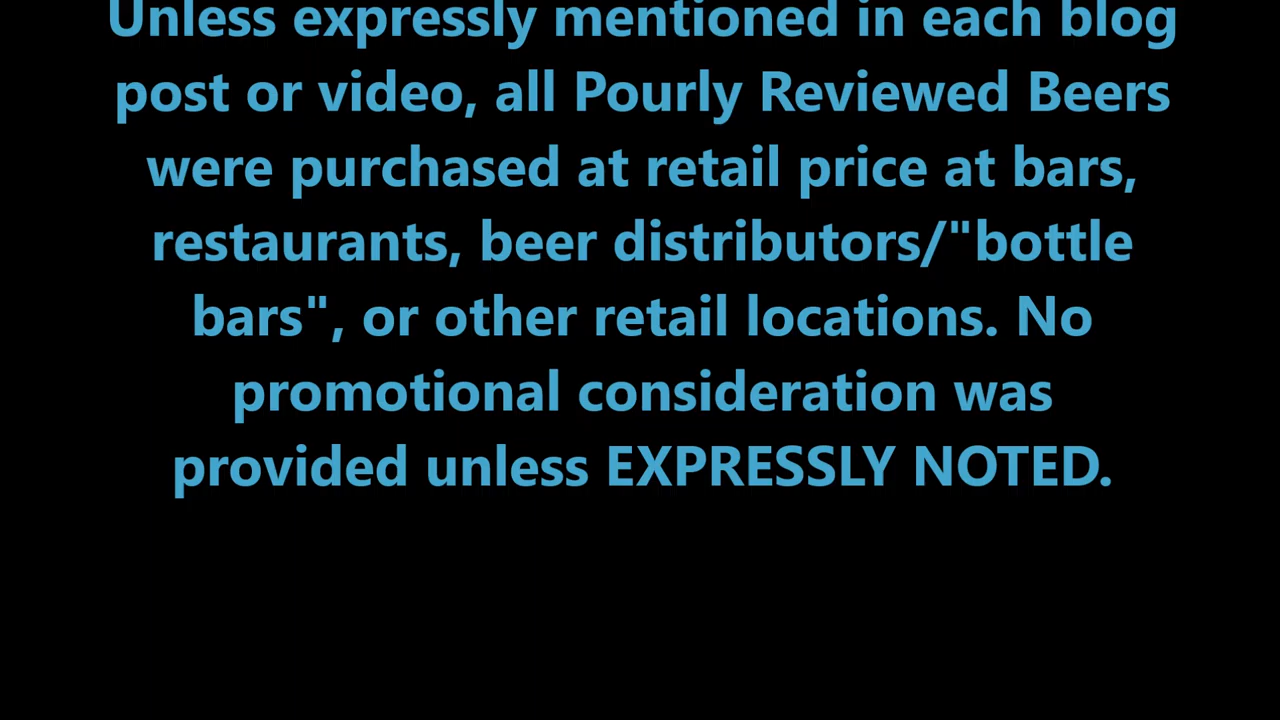 Unless expressly mentioned in each blog
post or video, all Pourly Reviewed Beers
were purchased at retail price at bars,
restaurants, beer distributors/"bottle
bars", or other retail locations. No
promotional consideration was
provided unless EXPRESSLY NOTED.